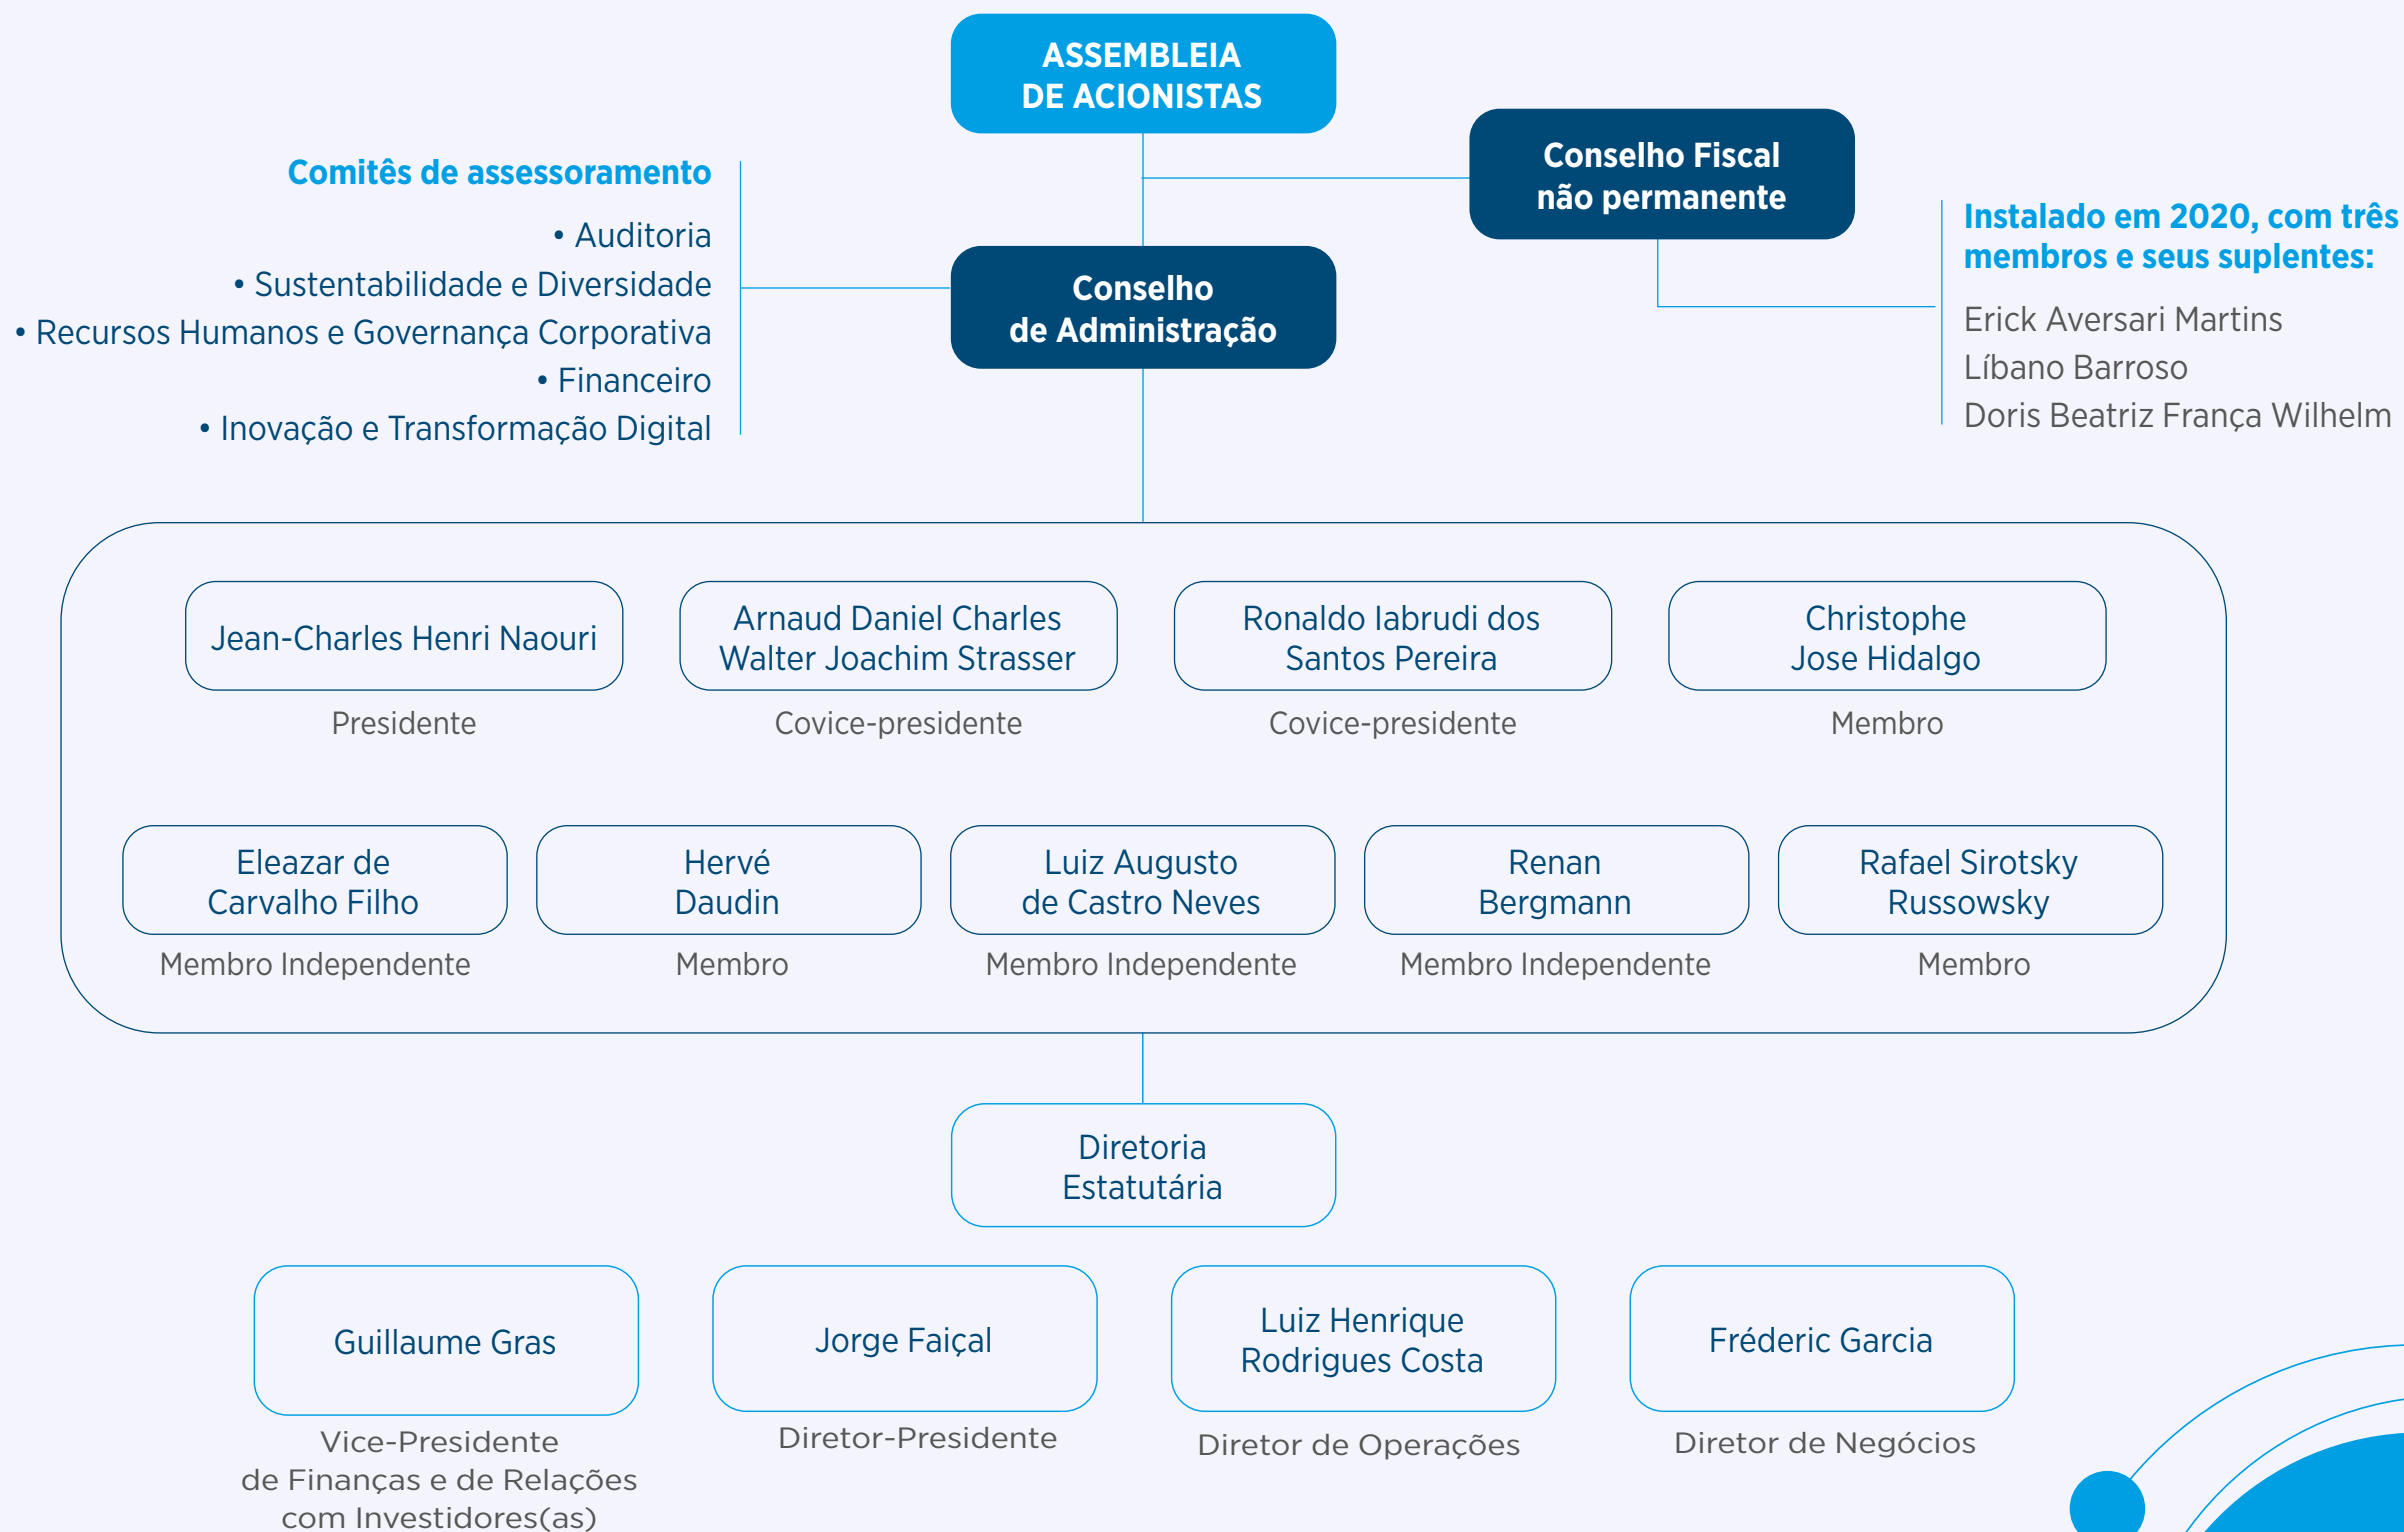 ASSEMBLEIA
DE ACIONISTAS
Conselho Fiscal
não permanente
Instalado em 2020, com três
membros e seus suplentes:
Erick Aversari Martins
Líbano Barroso
Doris Beatriz França Wilhelm
Comitês de assessoramento
• Auditoria
• Sustentabilidade e Diversidade
• Recursos Humanos e Governança Corporativa
• Financeiro
• Inovação e Transformação Digital
Conselho
de Administração
Jean-Charles Henri Naouri
Presidente
Arnaud Daniel Charles
Walter Joachim Strasser
Covice-presidente
Ronaldo Iabrudi dos
Santos Pereira
Covice-presidente
Christophe
Jose Hidalgo
Membro
Eleazar de
Carvalho Filho
Membro Independente
Hervé
Daudin
Membro
Luiz Augusto
de Castro Neves
Membro Independente
Renan
Bergmann
Membro Independente
Rafael Sirotsky
Russowsky
Membro
Diretoria
Estatutária
Guillaume Gras
Vice-Presidente
de Finanças e de Relações
com Investidores(as)
Jorge Faiçal
Diretor-Presidente
Luiz Henrique
Rodrigues Costa
Diretor de Operações
Fréderic Garcia
Diretor de Negócios